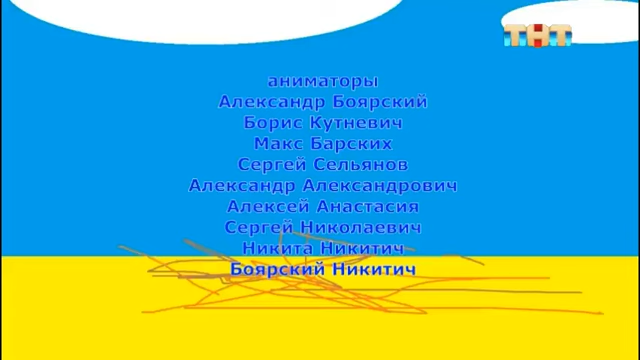 ТНТ
аниматоры
Александр Боярский
Борис Кутневич
Макс Барских
Сергей Сельянов
Александр Александрович
Алексей Анастасия
Сергей Николаевич
Никита Никитич
Боярский Никитич